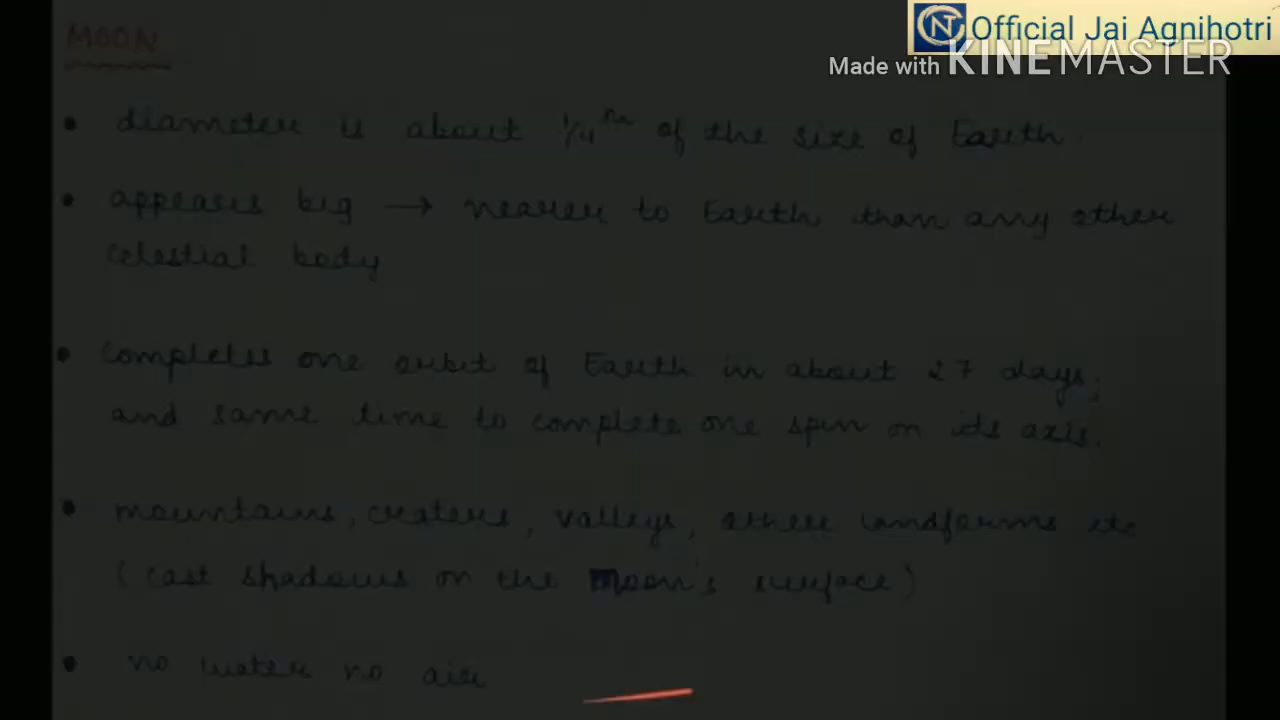 Official Jai Agnihotri
Made with KINEMASTER
MOON
• diameter is about 1/4th of the size of Earth
• appears big → nearer to Earth than any other
celestial body
• completes one orbit of Earth in about 27 days;
and same time to complete one spin on its axis.
• mountains, craters, valleys, other landforms etc
(cast shadows on the Moon's surface)
• no water no air